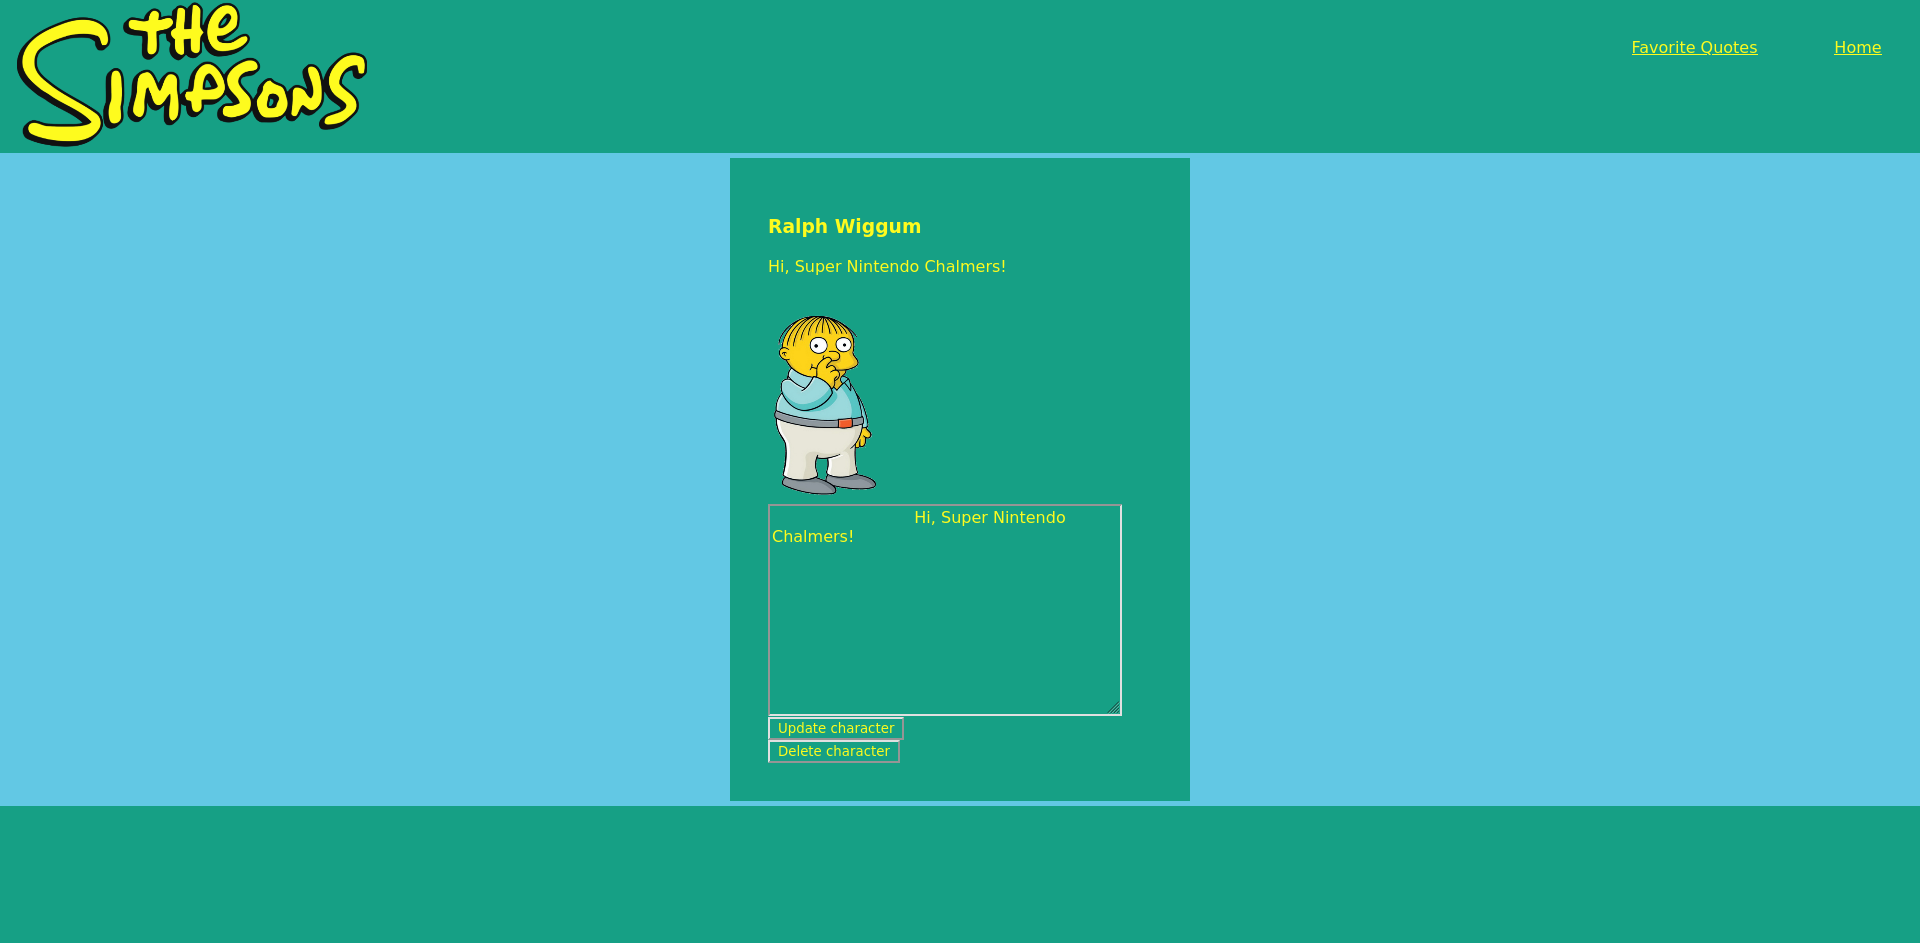 THE
SIMPSONS
Favorite Quotes
Home
Ralph Wiggum
Hi, Super Nintendo Chalmers!
Hi, Super Nintendo
Chalmers!
Update character
Delete character